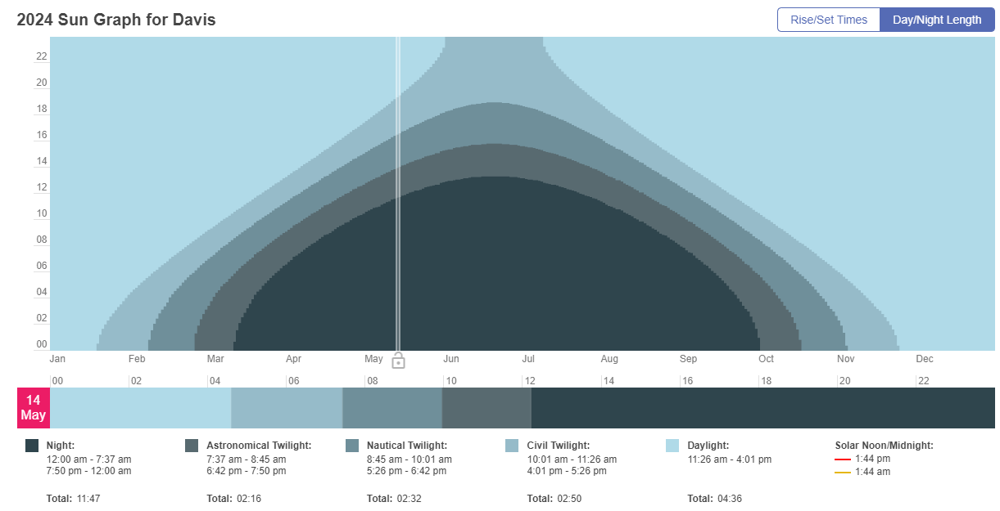 2024 Sun Graph for Davis
Rise/Set Times
Day/Night Length
22
20
18
16
14
12
10
08
06
04
02
00
Jan Feb Mar Apr May Jun Jul Aug Sep Oct Nov Dec
00 02 04 06 08 10 12 14 16 18 20 22
14
May
Night: Astronomical Twilight: Nautical Twilight: Civil Twilight: Daylight: Solar Noon/Midnight:
12:00 am - 7:37 am 7:37 am - 8:45 am 8:45 am - 10:01 am 10:01 am - 11:26 am 11:26 am - 4:01 pm 1:44 pm
7:50 pm - 12:00 am 6:42 pm - 7:50 pm 5:26 pm - 6:42 pm 4:01 pm - 5:26 pm 1:44 am
Total: 11:47 Total: 02:16 Total: 02:32 Total: 02:50 Total: 04:36